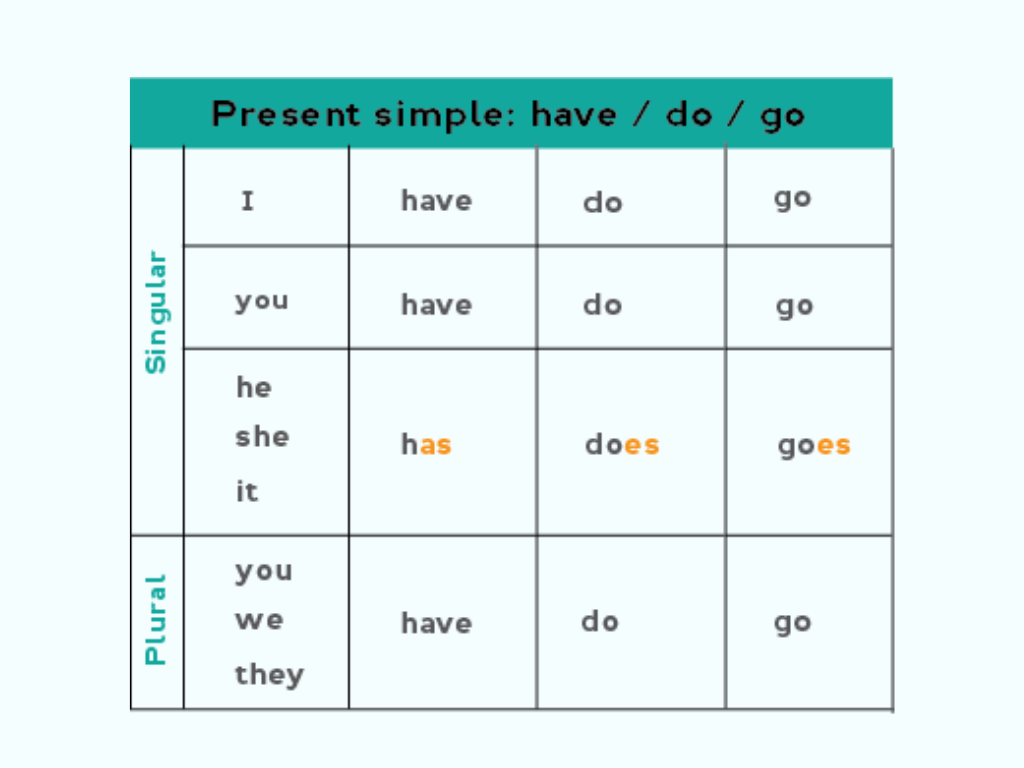 Present simple: have / do / go
Singular
I have do go
you have do go
he
she
it
has does goes
Plural
you
we
they
have do go